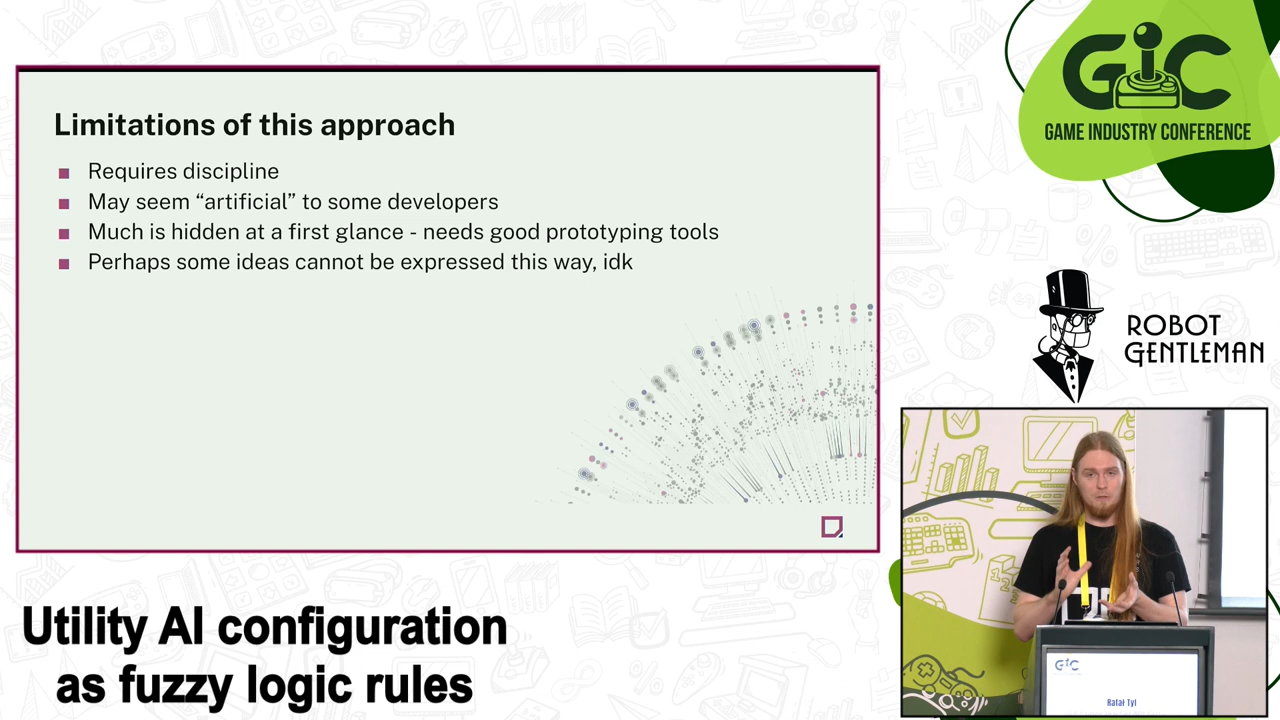 Limitations of this approach
Requires discipline
May seem “artificial” to some developers
Much is hidden at a first glance - needs good prototyping tools
Perhaps some ideas cannot be expressed this way, idk
GIC
GAME INDUSTRY CONFERENCE
ROBOT
GENTLEMAN
GIC
Rafał Tyl
Utility AI configuration
as fuzzy logic rules